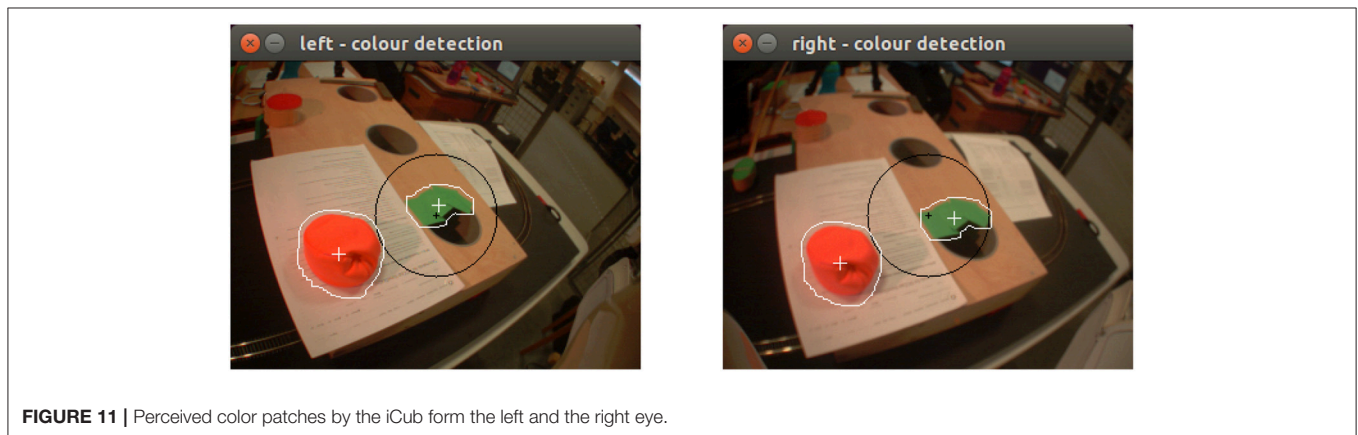 left - colour detection
right - colour detection
FIGURE 11 | Perceived color patches by the iCub form the left and the right eye.